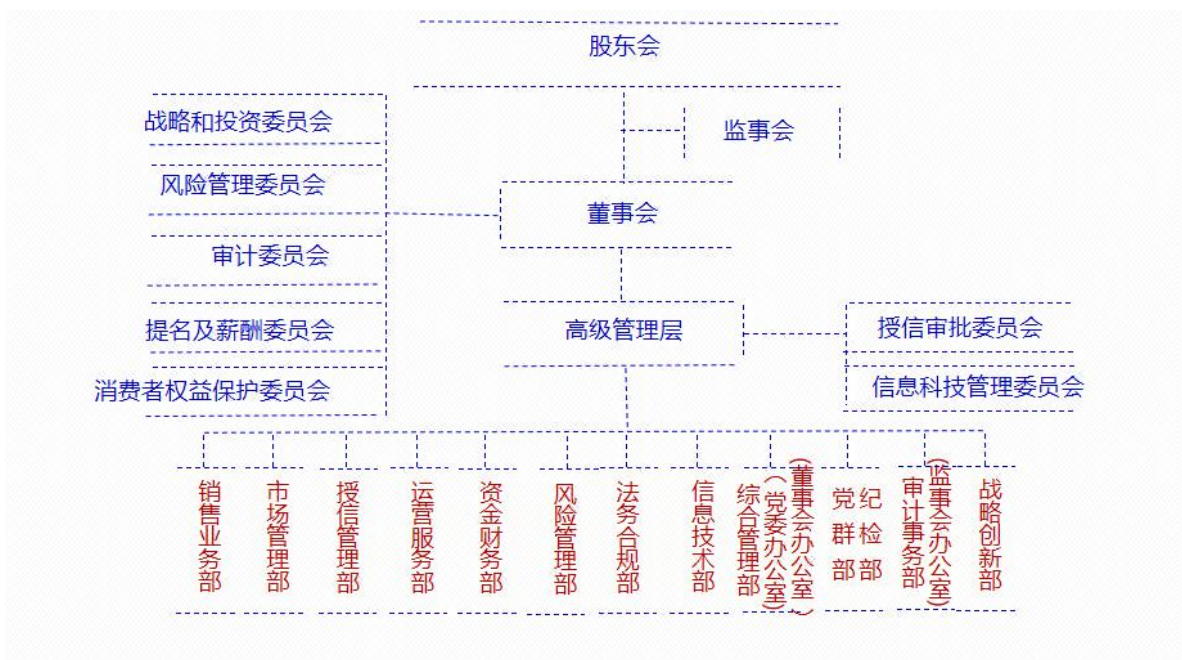 股东会
监事会
战略和投资委员会
风险管理委员会
审计委员会
提名及薪酬委员会
消费者权益保护委员会
董事会
高级管理层
授信审批委员会
信息科技管理委员会
销售业务部
市场管理部
授信管理部
运营服务部
资金财务部
风险管理部
法务合规部
信息技术部
综合管理部
（党委办公室）
（董事会办公室）
党群部
纪检部
审计事务部
（监事会办公室）
战略创新部